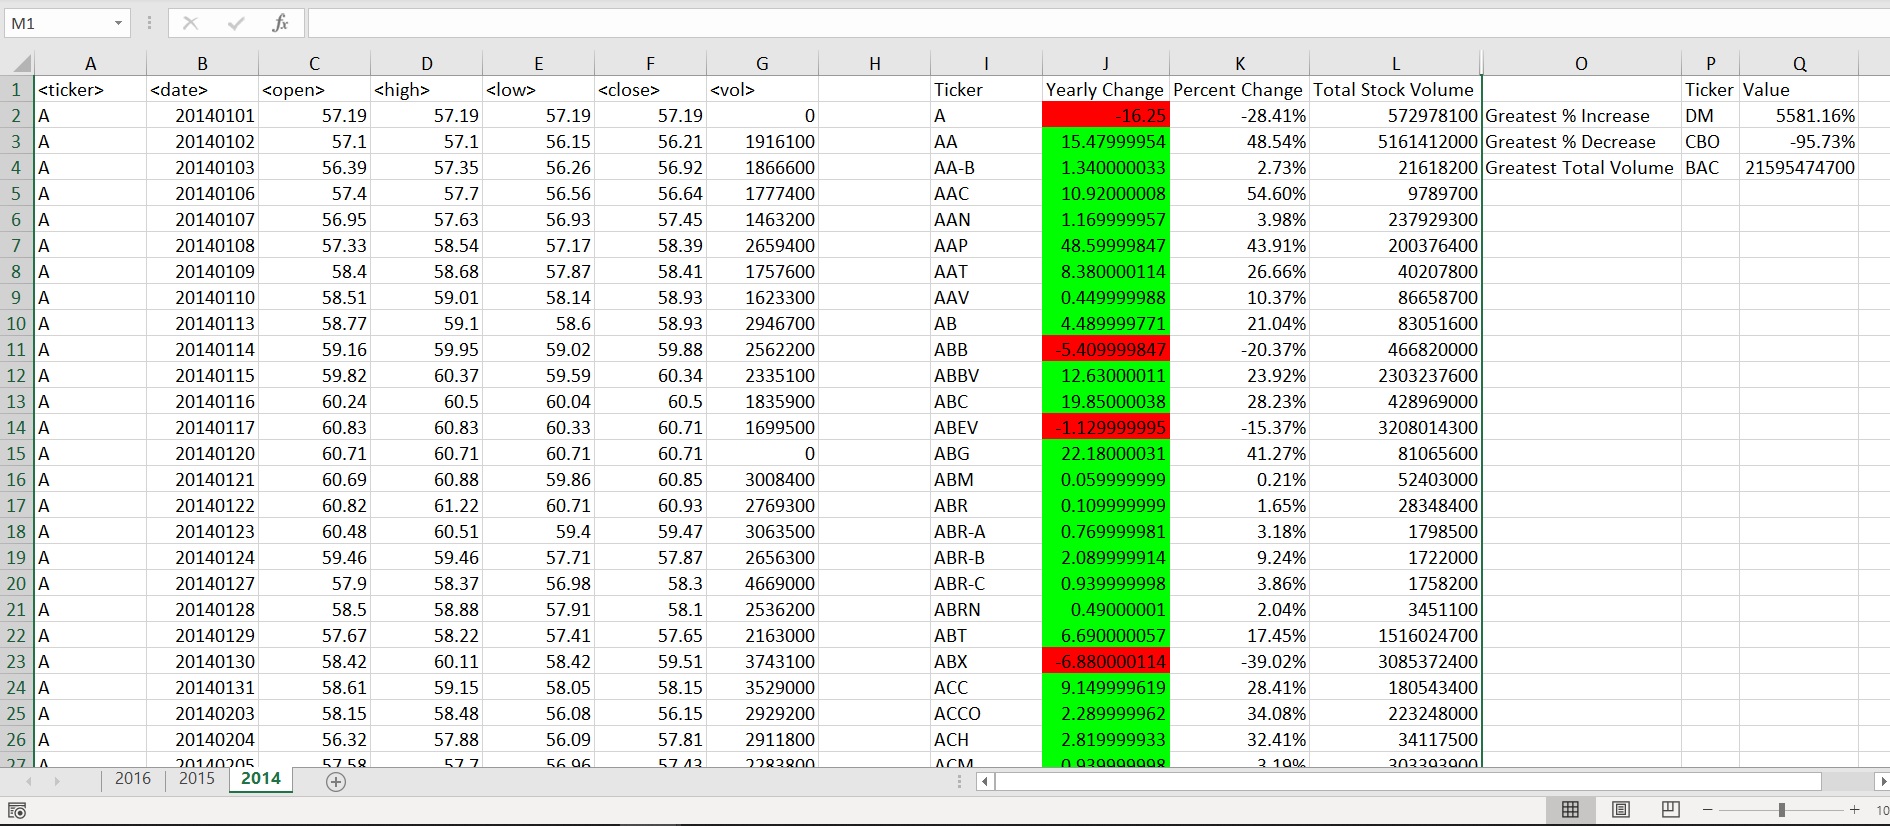 M1 fx
A B C D E F G H I J K L O P Q
1 <ticker> <date> <open> <high> <low> <close> <vol> Ticker Yearly Change Percent Change Total Stock Volume Ticker Value
2 A 20140101 57.19 57.19 57.19 57.19 0 A -16.25 -28.41% 572978100 Greatest % Increase DM 5581.16%
3 A 20140102 57.1 57.1 56.15 56.21 1916100 AA 15.47999954 48.54% 5161412000 Greatest % Decrease CBO -95.73%
4 A 20140103 56.39 57.35 56.26 56.92 1866600 AA-B 1.340000033 2.73% 21618200 Greatest Total Volume BAC 21595474700
5 A 20140106 57.4 57.7 56.56 56.64 1777400 AAC 10.92000008 54.60% 9789700
6 A 20140107 56.95 57.63 56.93 57.45 1463200 AAN 1.169999957 3.98% 237929300
7 A 20140108 57.33 58.54 57.17 58.39 2659400 AAP 48.59999847 43.91% 200376400
8 A 20140109 58.4 58.68 57.87 58.41 1757600 AAT 8.380000114 26.66% 40207800
9 A 20140110 58.51 59.01 58.14 58.93 1623300 AAV 0.449999988 10.37% 86658700
10 A 20140113 58.77 59.1 58.6 58.93 2946700 AB 4.489999771 21.04% 83051600
11 A 20140114 59.16 59.95 59.02 59.88 2562200 ABB -5.409999847 -20.37% 466820000
12 A 20140115 59.82 60.37 59.59 60.34 2335100 ABBV 12.63000011 23.92% 2303237600
13 A 20140116 60.24 60.5 60.04 60.5 1835900 ABC 19.85000038 28.23% 428969000
14 A 20140117 60.83 60.83 60.33 60.71 1699500 ABEV -1.129999995 -15.37% 3208014300
15 A 20140120 60.71 60.71 60.71 60.71 0 ABG 22.18000031 41.27% 81065600
16 A 20140121 60.69 60.88 59.86 60.85 3008400 ABM 0.059999999 0.21% 52403000
17 A 20140122 60.82 61.22 60.71 60.93 2769300 ABR 0.109999999 1.65% 28348400
18 A 20140123 60.48 60.51 59.4 59.47 3063500 ABR-A 0.769999981 3.18% 1798500
19 A 20140124 59.46 59.46 57.71 57.87 2656300 ABR-B 2.089999914 9.24% 1722000
20 A 20140127 57.9 58.37 56.98 58.3 4669000 ABR-C 0.939999998 3.86% 1758200
21 A 20140128 58.5 58.88 57.91 58.1 2536200 ABRN 0.49000001 2.04% 3451100
22 A 20140129 57.67 58.22 57.41 57.65 2163000 ABT 6.690000057 17.45% 1516024700
23 A 20140130 58.42 60.11 58.42 59.51 3743100 ABX -6.880000114 -39.02% 3085372400
24 A 20140131 58.61 59.15 58.05 58.15 3529000 ACC 9.149999619 28.41% 180543400
25 A 20140203 58.15 58.48 56.08 56.15 2929200 ACCO 2.289999962 34.08% 223248000
26 A 20140204 56.32 57.88 56.09 57.81 2911800 ACH 2.819999933 32.41% 34117500
27 A 20140205 57.58 57.7 56.96 57.43 2283800 ACM 0.939999998 3.19% 303393900
2016 2015 2014
10